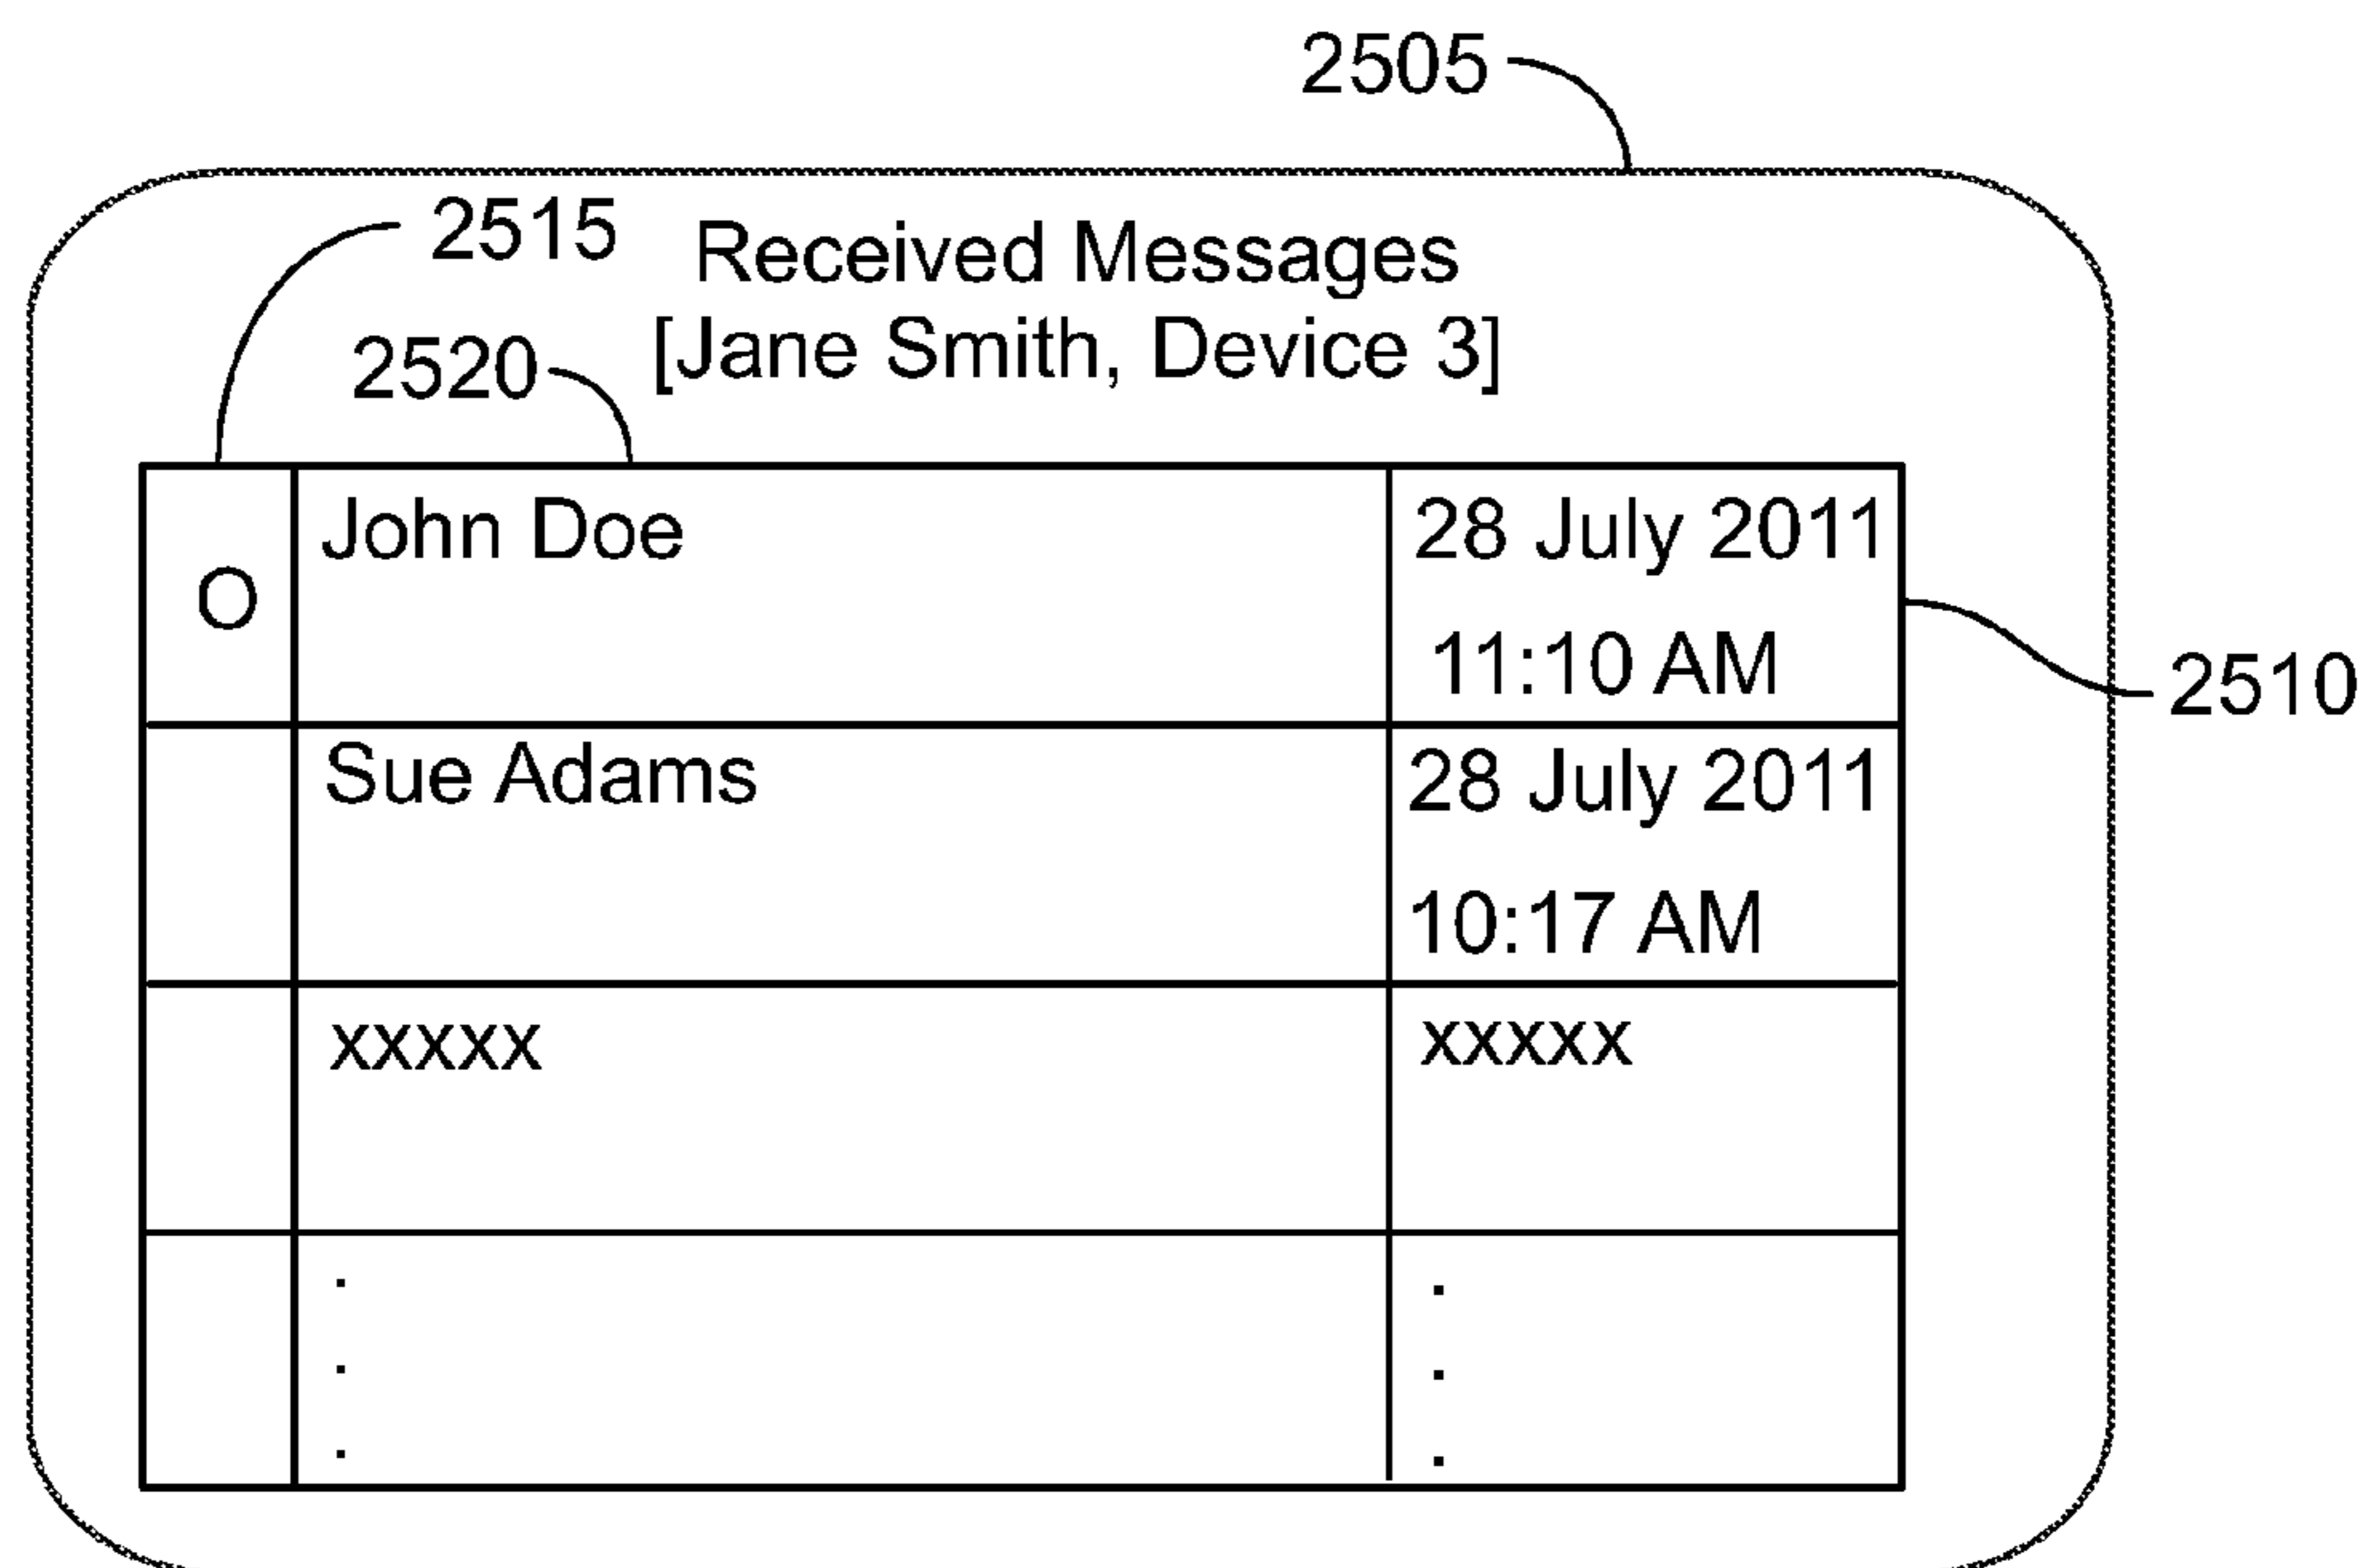 2505
2515
Received Messages
2520
[Jane Smith, Device 3]
John Doe
28 July 2011
O
11:10 AM
2510
Sue Adams
28 July 2011
10:17 AM
xxxxx
xxxxx
.
.
.
.
.
.